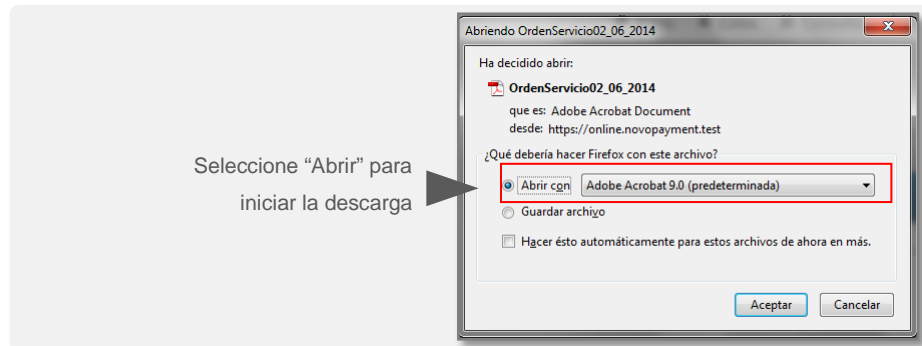 Abriendo OrdenServicio02_06_2014
Ha decidido abrir:
OrdenServicio02_06_2014
que es: Adobe Acrobat Document
desde: https://online.novopayment.test
¿Qué debería hacer Firefox con este archivo?
Seleccione “Abrir” para
iniciar la descarga
Abrir con Adobe Acrobat 9.0 (predeterminada)
Guardar archivo
Hacer ésto automáticamente para estos archivos de ahora en más.
Aceptar Cancelar